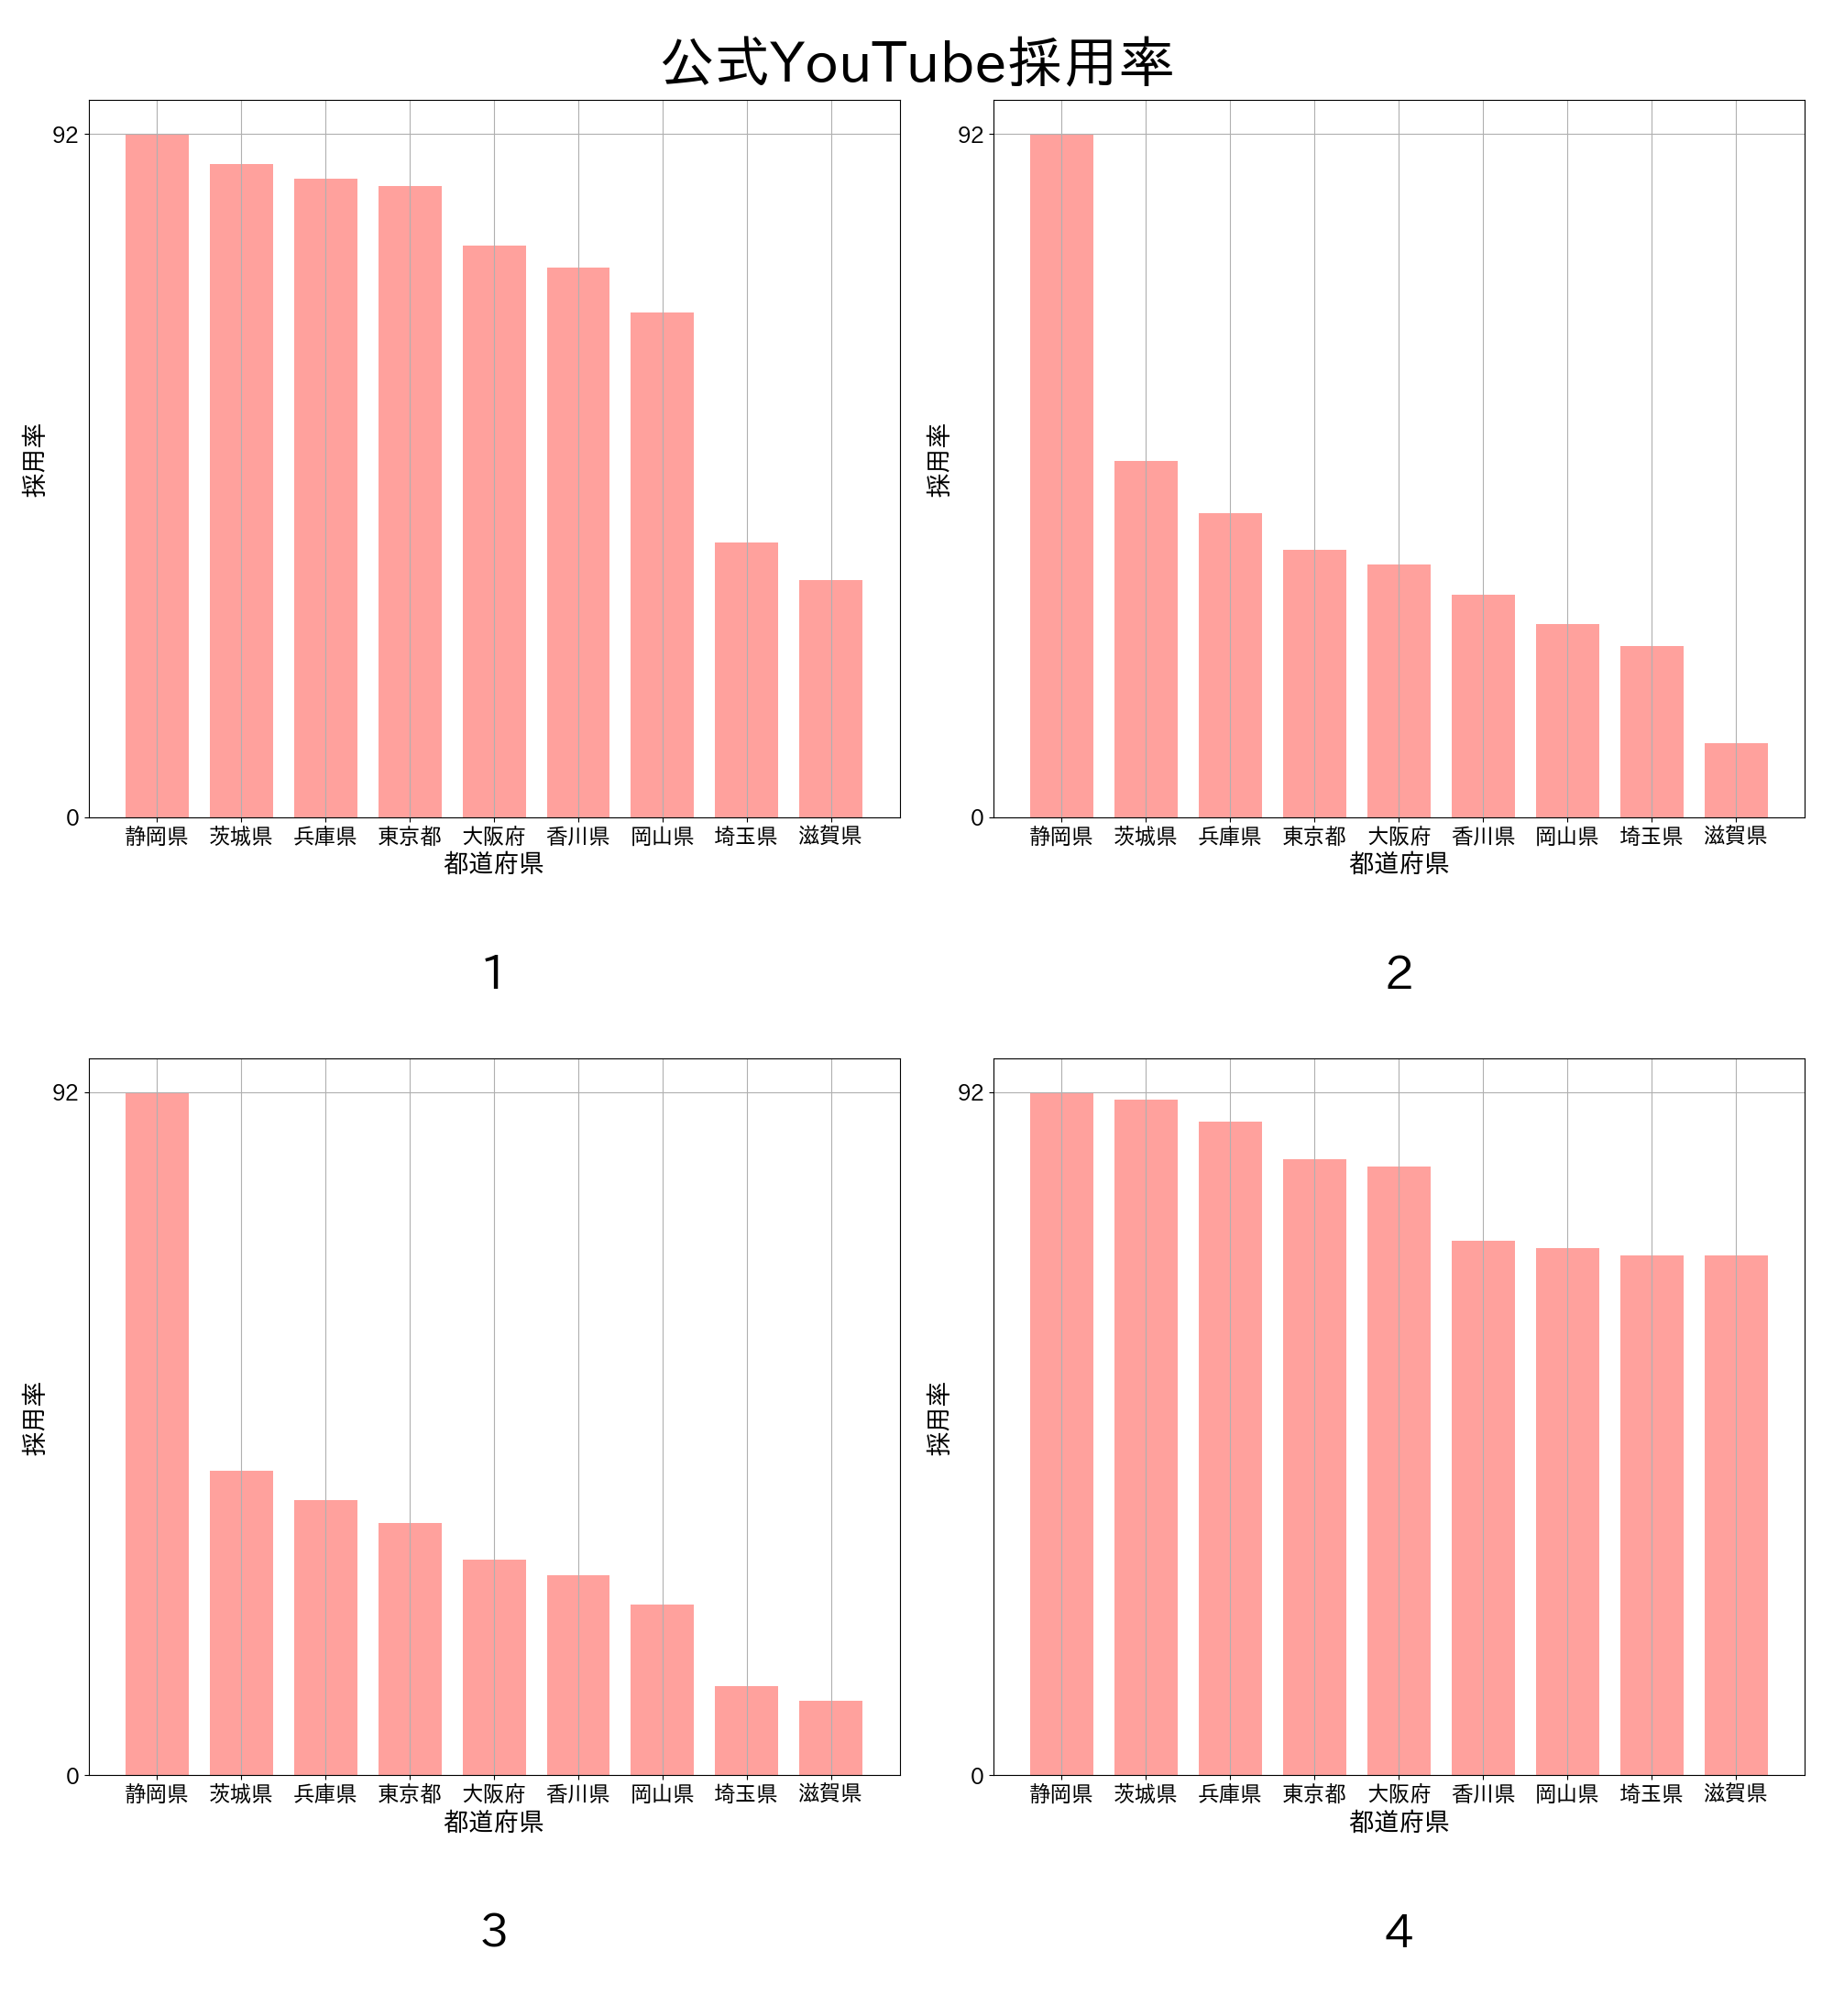 公式YouTube採用率
92
0
採用率
静岡県 茨城県 兵庫県 東京都 大阪府 香川県 岡山県 埼玉県 滋賀県
都道府県
1
92
0
採用率
静岡県 茨城県 兵庫県 東京都 大阪府 香川県 岡山県 埼玉県 滋賀県
都道府県
2
92
0
採用率
静岡県 茨城県 兵庫県 東京都 大阪府 香川県 岡山県 埼玉県 滋賀県
都道府県
3
92
0
採用率
静岡県 茨城県 兵庫県 東京都 大阪府 香川県 岡山県 埼玉県 滋賀県
都道府県
4